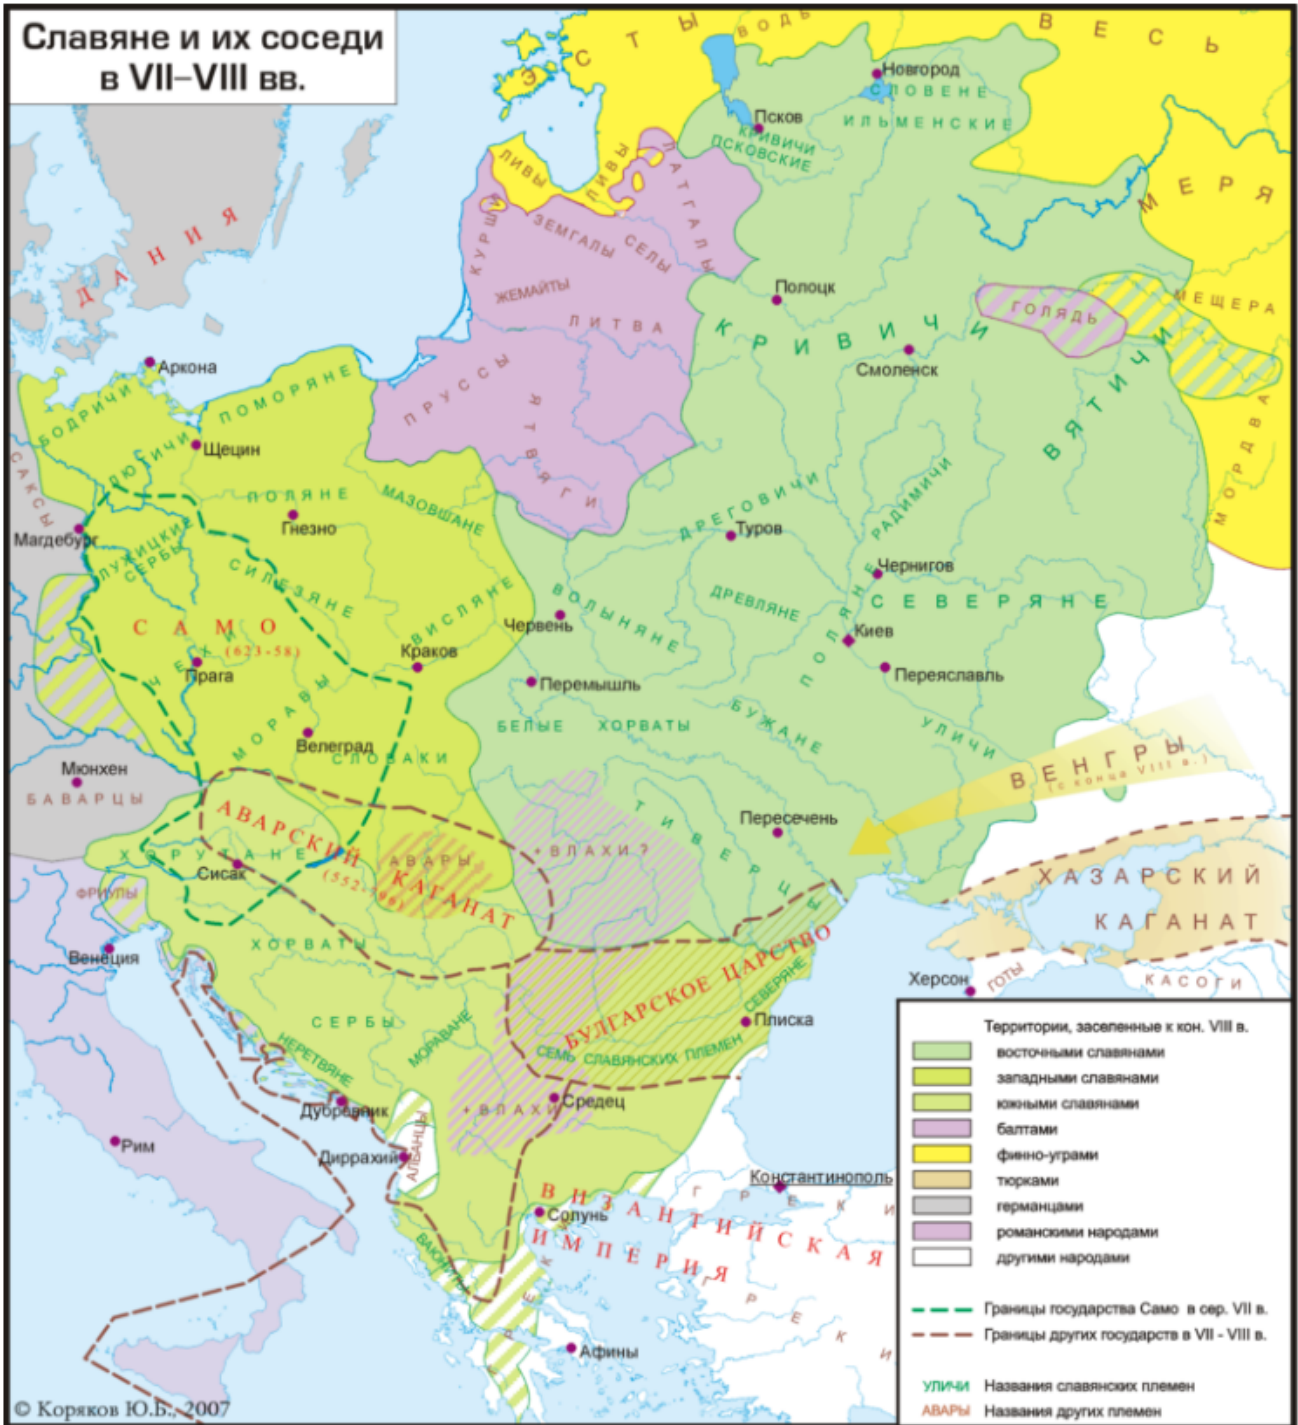 Славяне и их соседи
в VII–VIII вв.
ЭСТЫ
ВОДЬ
ВЕСЬ
Новгород
СЛОВЕНЕ
ИЛЬМЕНСКИЕ
Псков
КРИВИЧИ
ПСКОВСКИЕ
ЛИВЫ
ЛИВЫ
ЛАТГАЛЫ
МЕРЯ
ДАНИЯ
КУРШИ
ЗЕМГАЛЫ
СЕЛЫ
ЖЕМАЙТЫ
ЛИТВА
Полоцк
КРИВИЧИ
ГОЛЯДЬ
МЕЩЕРА
Смоленск
ВЯТИЧИ
Аркона
БОДРИЧИ
ПОМОРЯНЕ
ПРУССЫ
ЯТВЯГИ
МОРДВА
ЛЮТИЧИ
Щецин
САКСЫ
ПОЛЯНЕ
МАЗОВШАНЕ
Гнезно
Магдебург
ЛУЖИЦКИЕ
СЕРБЫ
СИЛЕЗЯНЕ
ДРЕГОВИЧИ
Туров
РАДИМИЧИ
Чернигов
СЕВЕРЯНЕ
ДРЕВЛЯНЕ
ПОЛЯНЕ
Киев
Переяславль
САМО
(623-58)
ЧЕХИ
Прага
ВИСЛЯНЕ
Краков
Червень
ВОЛЫНЯНЕ
Перемышль
БЕЛЫЕ ХОРВАТЫ
БУЖАНЕ
УЛИЧИ
МОРАВЫ
Велеград
СЛОВАКИ
ВЕНГРЫ
(с конца VIII в.)
Мюнхен
БАВАРЦЫ
АВАРСКИЙ
КАГАНАТ
АВАРЫ
ХОРУТАНЕ
Сисак
ФРИУЛЫ
+ ВЛАХИ ?
ТИВЕРЦЫ
Пересечень
ХАЗАРСКИЙ
КАГАНАТ
Венеция
ХОРВАТЫ
БУЛГАРСКОЕ ЦАРСТВО
СЕВЕРЯНЕ
Плиска
СЕМЬ СЛАВЯНСКИХ ПЛЕМЕН
Херсон
ГОТЫ
КАСОГИ
СЕРБЫ
МОРАВАНЕ
НЕРЕТВЯНЕ
Дубровник
+ ВЛАХИ
Средец
Рим
Диррахий
АЛБАНЦЫ
Константинополь
ГРЕКИ
ВИЗАНТИЙСКАЯ
ИМПЕРИЯ
Солунь
ВАЮНИТЫ
ГРЕКИ
Афины
Территории, заселенные к кон. VIII в.
восточными славянами
западными славянами
южными славянами
балтами
финно-уграми
тюрками
германцами
романскими народами
другими народами
Границы государства Само в сер. VII в.
Границы других государств в VII - VIII в.
УЛИЧИ Названия славянских племен
АВАРЫ Названия других племен
© Коряков Ю.Б., 2007